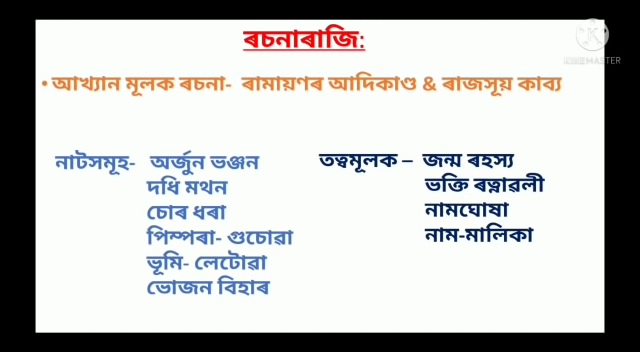 ৰচনাৰাজি:
KINEMASTER
• আখ্যান মূলক ৰচনা- ৰামায়ণৰ আদিকাণ্ড & ৰাজসূয় কাব্য
নাটসমূহ- অৰ্জুন ভঞ্জন
দধি মথন
চোৰ ধৰা
পিম্পৰা- গুচোৱা
ভূমি- লেটোৱা
ভোজন বিহাৰ
তত্বমূলক – জন্ম ৰহস্য
ভক্তি ৰত্নাৱলী
নামঘোষা
নাম-মালিকা